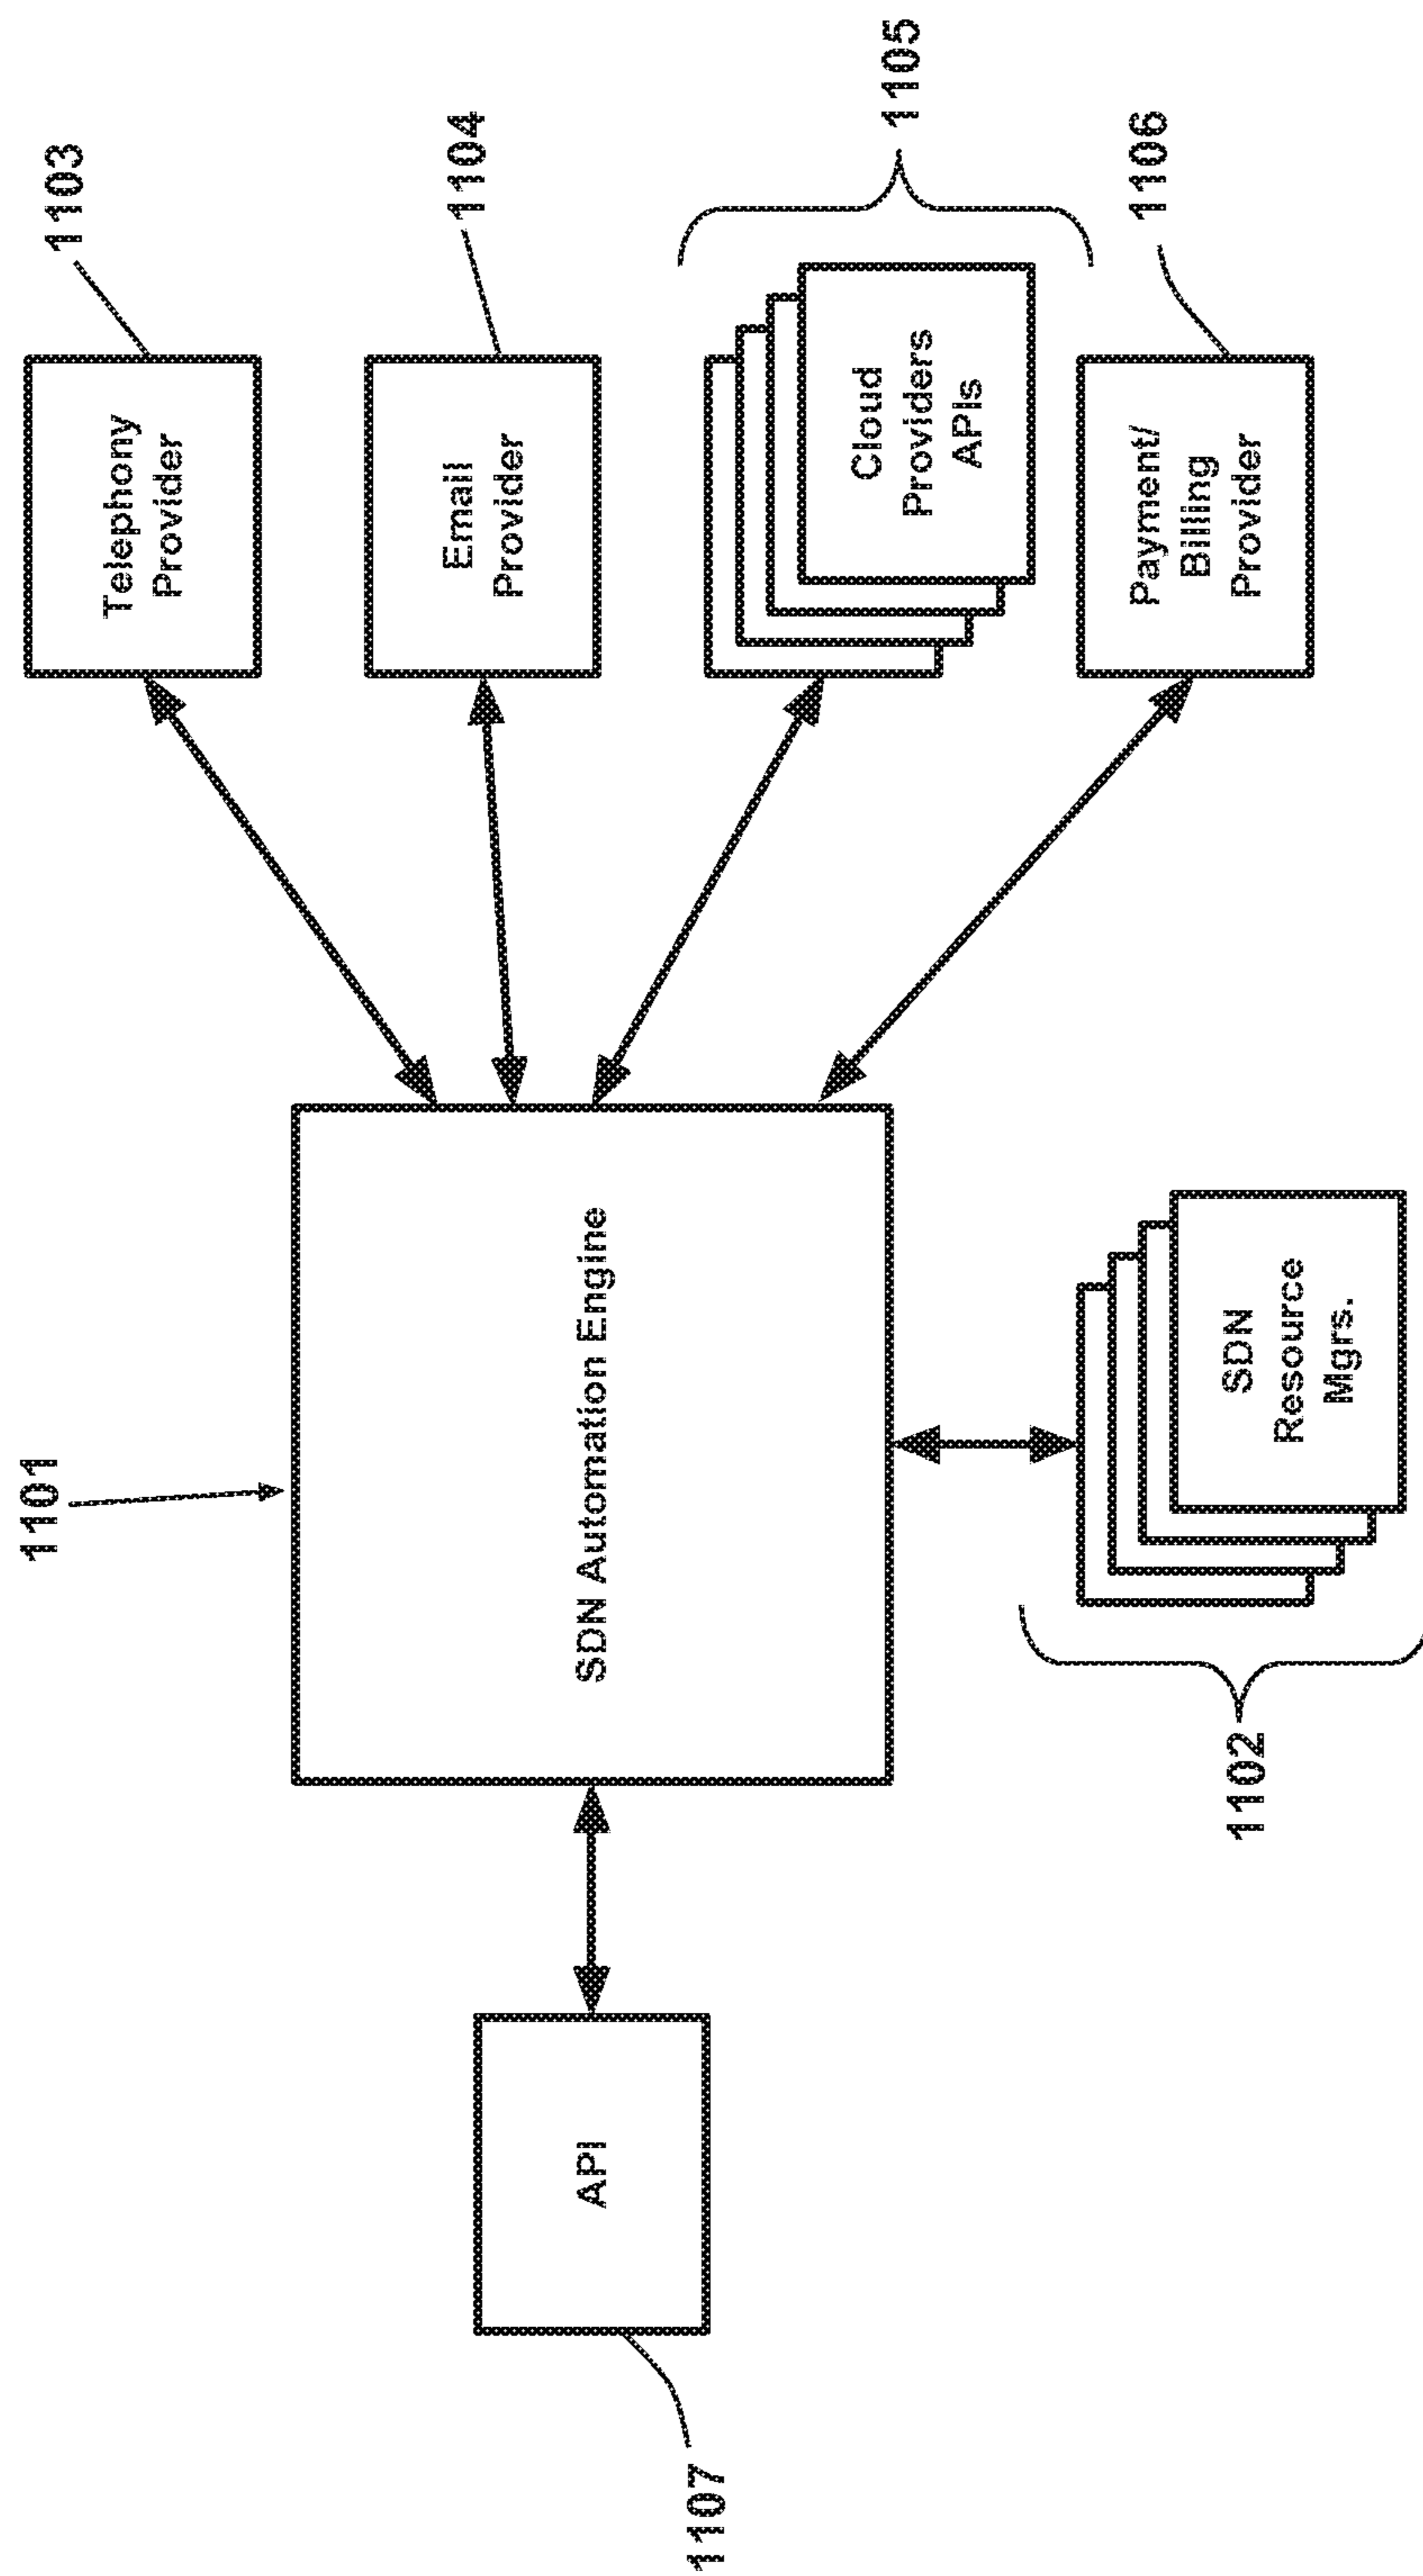 1101
SDN Automation Engine
API
1107
1103
Telephony
Provider
1104
Email
Provider
1105
Cloud
Providers
APIs
1106
Payment/
Billing
Provider
SDN
Resource
Mgrs.
1102